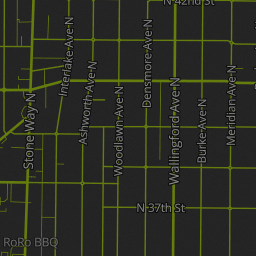 N 42nd St
Interlake Ave N
Densmore Ave N
Ashworth Ave N
Woodlawn Ave N
Wallingford Ave N
Stone Way N
Burke Ave N
Meridian Ave N
N 37th St
RoRo BBQ